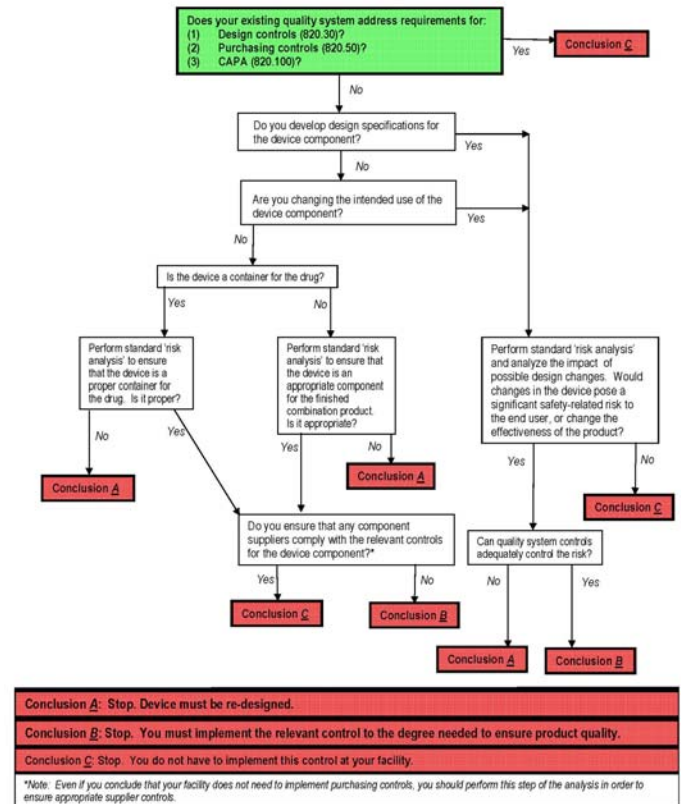 Does your existing quality system address requirements for:
(1) Design controls (820.30)?
(2) Purchasing controls (820.50)?
(3) CAPA (820.100)?
Yes
Conclusion C
No
Do you develop design specifications for
the device component?
Yes
No
Are you changing the intended use of the
device component?
Yes
No
Is the device a container for the drug?
Yes
No
Perform standard 'risk
analysis' to ensure
that the device is a
proper container for
the drug. Is it proper?
Perform standard 'risk
analysis' to ensure that
the device is an
appropriate component
for the finished
combination product.
Is it appropriate?
Perform standard 'risk analysis'
and analyze the impact of
possible design changes. Would
changes in the device pose a
significant safety-related risk to
the end user, or change the
effectiveness of the product?
No
Yes
Yes
No
Yes
No
Conclusion A
Conclusion A
Conclusion C
Do you ensure that any component
suppliers comply with the relevant controls
for the device component?*
Can quality system controls
adequately control the risk?
Yes
No
No
Yes
Conclusion C
Conclusion B
Conclusion A
Conclusion B
Conclusion A: Stop. Device must be re-designed.
Conclusion B: Stop. You must implement the relevant control to the degree needed to ensure product quality.
Conclusion C: Stop. You do not have to implement this control at your facility.
*Note: Even if you conclude that your facility does not need to implement purchasing controls, you should perform this step of the analysis in order to
ensure appropriate supplier controls.